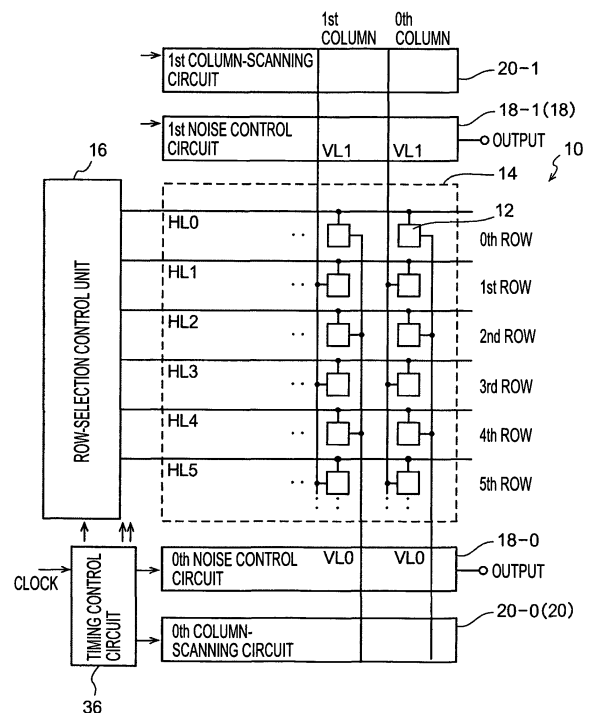 1st COLUMN
0th COLUMN
1st COLUMN-SCANNING CIRCUIT
20-1
1st NOISE CONTROL CIRCUIT
VL1
VL1
18-1(18)
OUTPUT
16
14
10
12
ROW-SELECTION CONTROL UNIT
HL0
‥
0th ROW
HL1
‥
1st ROW
HL2
‥
2nd ROW
HL3
‥
3rd ROW
HL4
‥
4th ROW
HL5
‥
5th ROW
CLOCK
TIMING CONTROL CIRCUIT
36
0th NOISE CONTROL CIRCUIT
VL0
VL0
18-0
OUTPUT
0th COLUMN-SCANNING CIRCUIT
20-0(20)